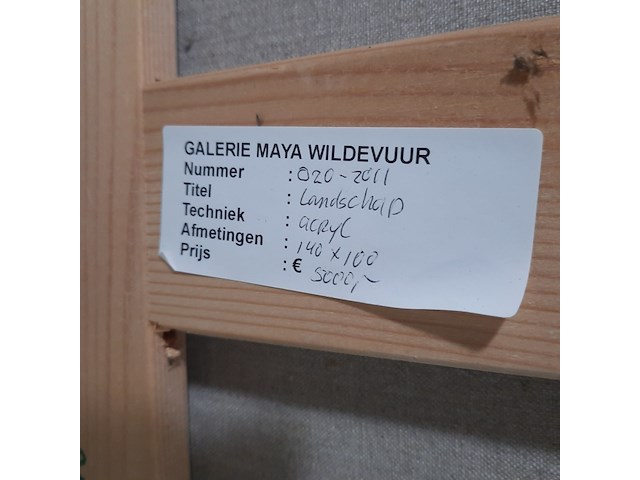 GALERIE MAYA WILDEVUUR
Nummer : 020-2011
Titel : Landschap
Techniek : acryl
Afmetingen : 140 x 100
Prijs : € 5000,-